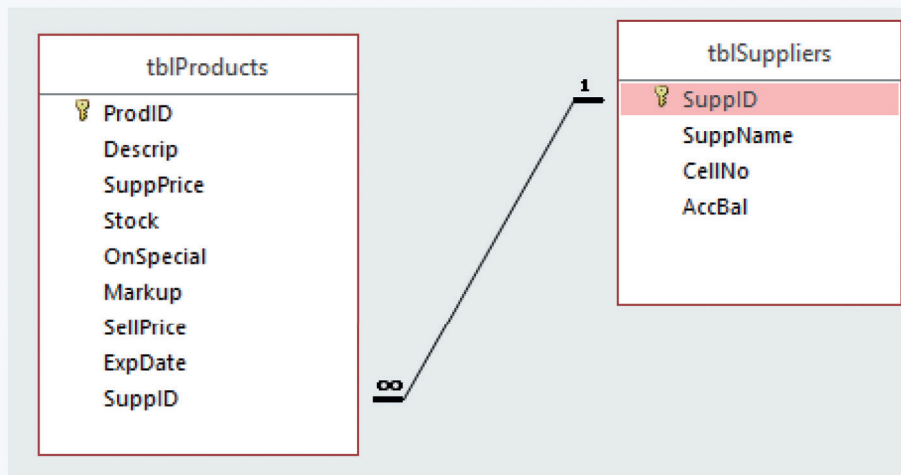 tblProducts
ProdID
Descrip
SuppPrice
Stock
OnSpecial
Markup
SellPrice
ExpDate
SuppID
1
∞
tblSuppliers
SuppID
SuppName
CellNo
AccBal